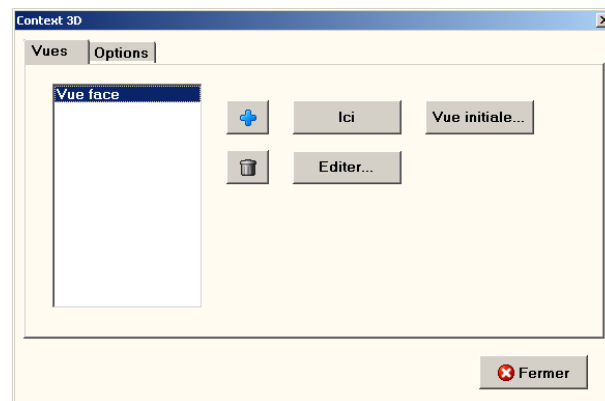 Context 3D
Vues Options
Vue face
Ici Vue initiale...
Editer...
Fermer